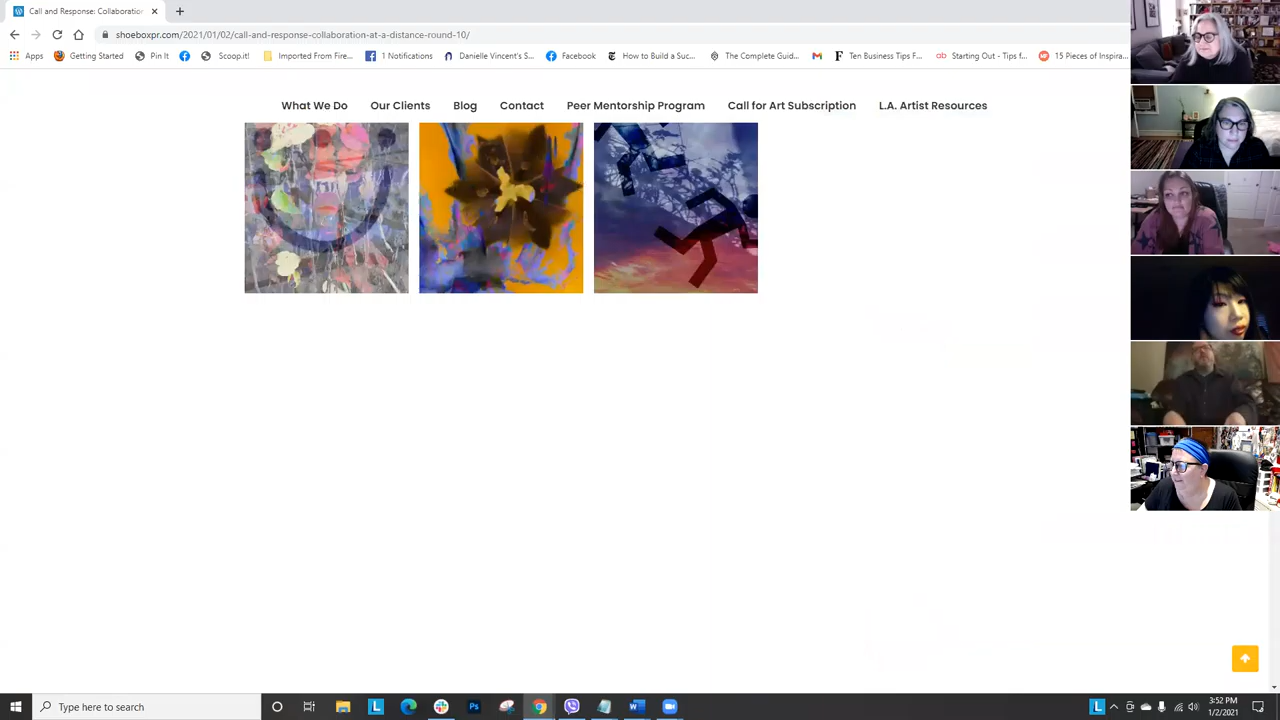 Call and Response: Collaboration
shoeboxpr.com/2021/01/02/call-and-response-collaboration-at-a-distance-round-10/
Apps Getting Started Pin It Scoop.it! Imported From Fire... 1 Notifications Danielle Vincent's S... Facebook How to Build a Suc... The Complete Guid... Ten Business Tips F... Starting Out - Tips f... 15 Pieces of Inspira...
What We Do Our Clients Blog Contact Peer Mentorship Program Call for Art Subscription L.A. Artist Resources
Type here to search
3:52 PM
1/2/2021